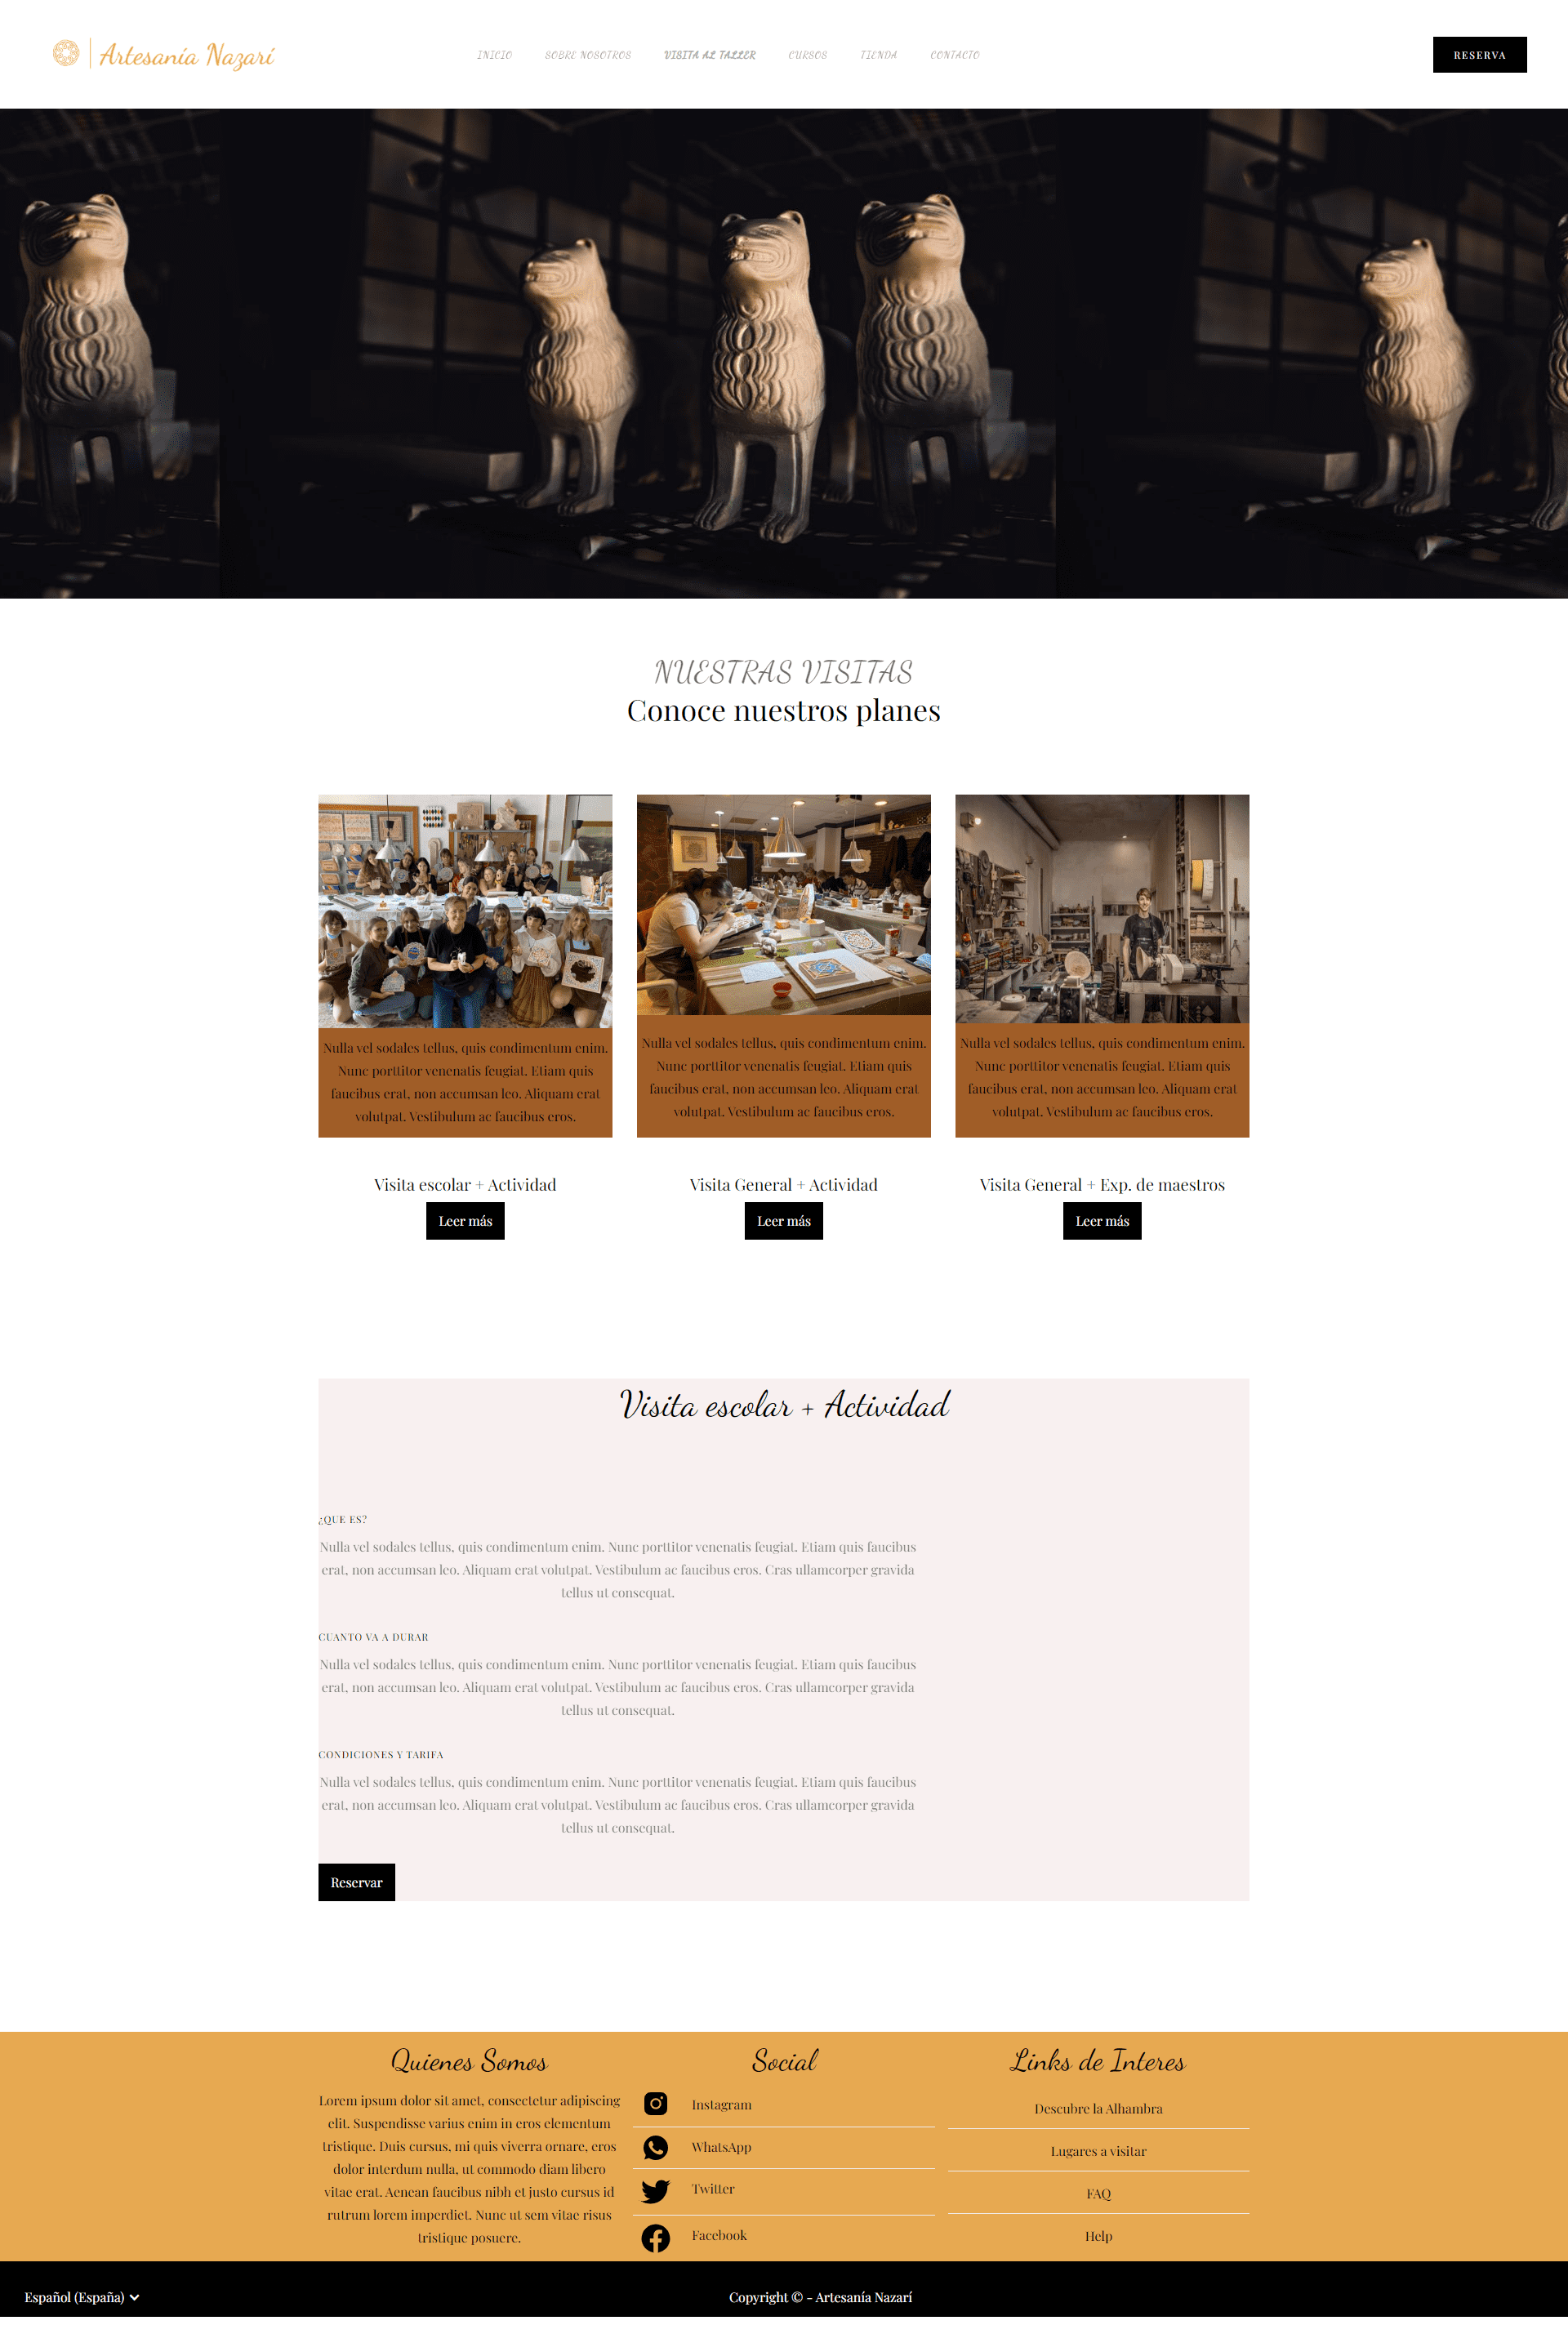 Artesanía Nazarí
INICIO
SOBRE NOSOTROS
VISITA AL TALLER
CURSOS
TIENDA
CONTACTO
RESERVA
NUESTRAS VISITAS
Conoce nuestros planes
Nulla vel sodales tellus, quis condimentum enim.
Nunc porttitor venenatis feugiat. Etiam quis
faucibus erat, non accumsan leo. Aliquam erat
volutpat. Vestibulum ac faucibus eros.
Visita escolar + Actividad
Leer más
Nulla vel sodales tellus, quis condimentum enim.
Nunc porttitor venenatis feugiat. Etiam quis
faucibus erat, non accumsan leo. Aliquam erat
volutpat. Vestibulum ac faucibus eros.
Visita General + Actividad
Leer más
Nulla vel sodales tellus, quis condimentum enim.
Nunc porttitor venenatis feugiat. Etiam quis
faucibus erat, non accumsan leo. Aliquam erat
volutpat. Vestibulum ac faucibus eros.
Visita General + Exp. de maestros
Leer más
Visita escolar + Actividad
¿QUE ES?
Nulla vel sodales tellus, quis condimentum enim. Nunc porttitor venenatis feugiat. Etiam quis faucibus
erat, non accumsan leo. Aliquam erat volutpat. Vestibulum ac faucibus eros. Cras ullamcorper gravida
tellus ut consequat.
CUANTO VA A DURAR
Nulla vel sodales tellus, quis condimentum enim. Nunc porttitor venenatis feugiat. Etiam quis faucibus
erat, non accumsan leo. Aliquam erat volutpat. Vestibulum ac faucibus eros. Cras ullamcorper gravida
tellus ut consequat.
CONDICIONES Y TARIFA
Nulla vel sodales tellus, quis condimentum enim. Nunc porttitor venenatis feugiat. Etiam quis faucibus
erat, non accumsan leo. Aliquam erat volutpat. Vestibulum ac faucibus eros. Cras ullamcorper gravida
tellus ut consequat.
Reservar
Quienes Somos
Lorem ipsum dolor sit amet, consectetur adipiscing
elit. Suspendisse varius enim in eros elementum
tristique. Duis cursus, mi quis viverra ornare, eros
dolor interdum nulla, ut commodo diam libero
vitae erat. Aenean faucibus nibh et justo cursus id
rutrum lorem imperdiet. Nunc ut sem vitae risus
tristique posuere.
Social
Instagram
WhatsApp
Twitter
Facebook
Links de Interes
Descubre la Alhambra
Lugares a visitar
FAQ
Help
Español (España)
Copyright © - Artesanía Nazarí